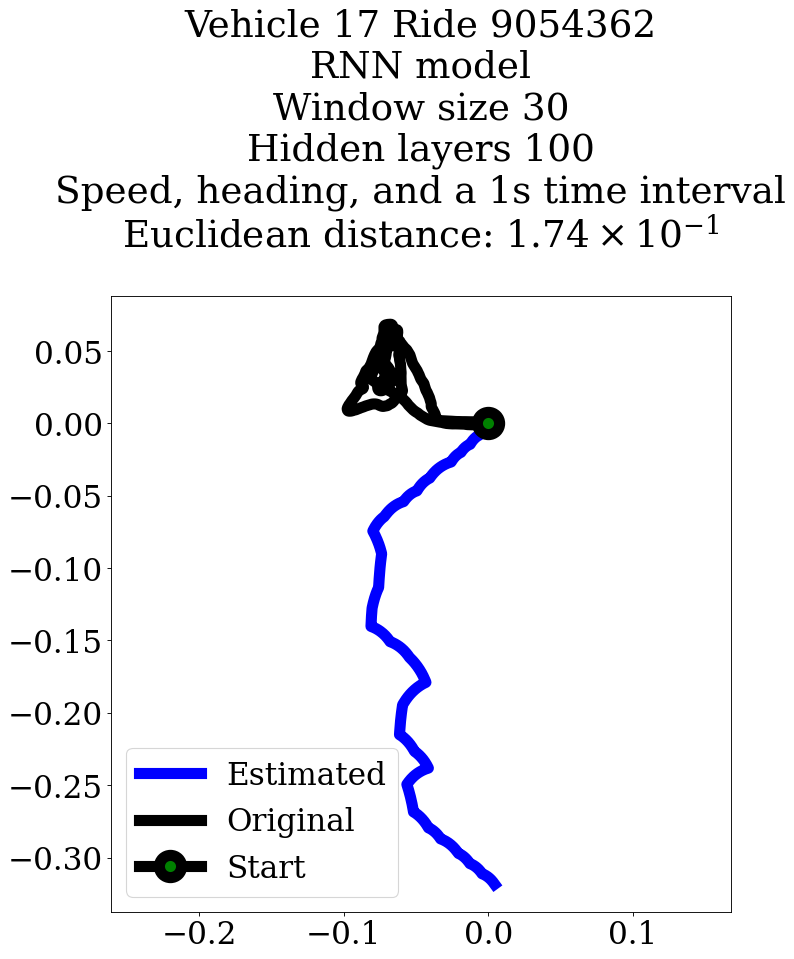 Vehicle 17 Ride 9054362
RNN model
Window size 30
Hidden layers 100
Speed, heading, and a 1s time interval
Euclidean distance: 1.74 × 10⁻¹
0.05
0.00
−0.05
−0.10
−0.15
−0.20
−0.25
−0.30
Estimated
Original
Start
−0.2 −0.1 0.0 0.1